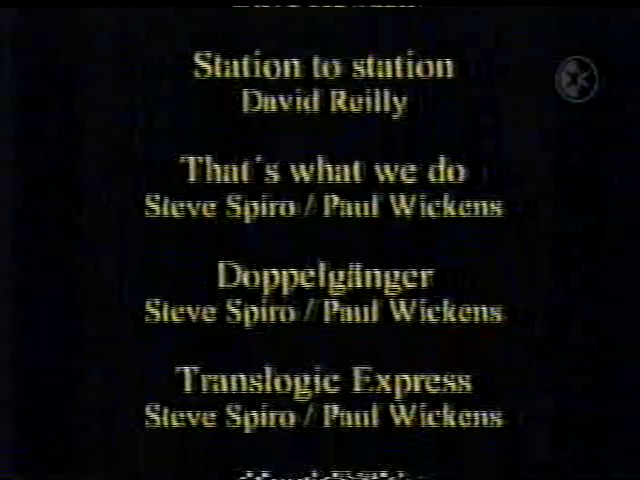 Station to station
David Reilly
That´s what we do
Steve Spiro / Paul Wickens
Doppelgänger
Steve Spiro / Paul Wickens
Translogic Express
Steve Spiro / Paul Wickens